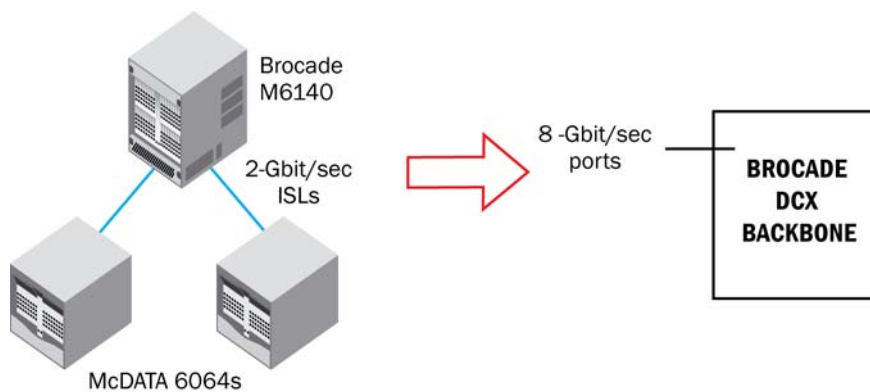 Brocade
M6140
2-Gbit/sec
ISLs
McDATA 6064s
8 -Gbit/sec
ports
BROCADE
DCX
BACKBONE